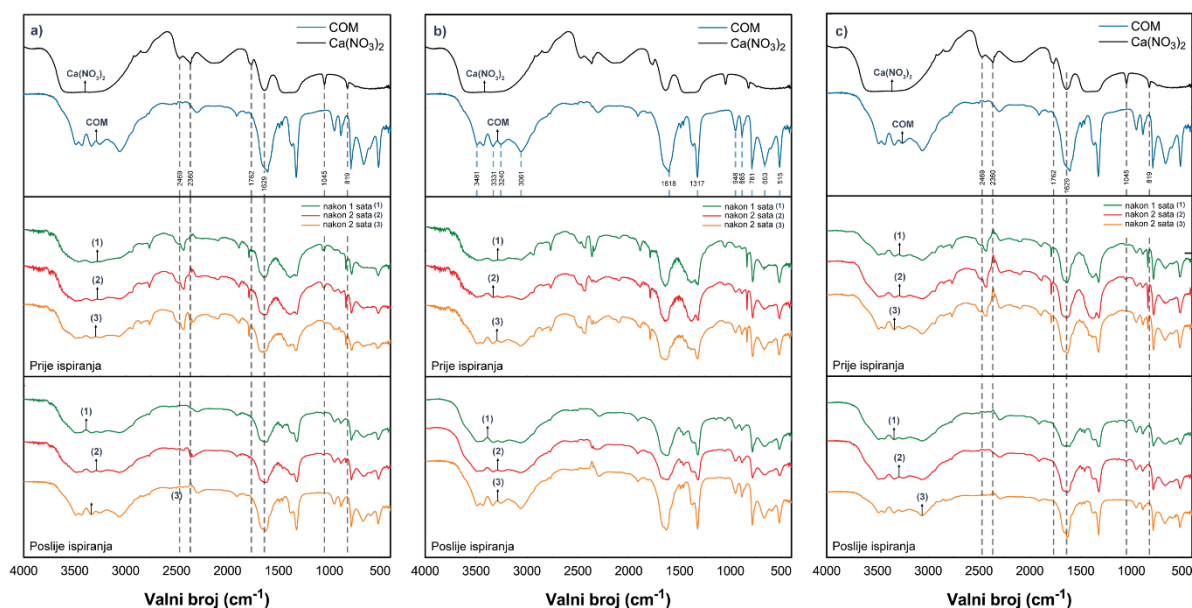 a)
COM
Ca(NO₃)₂
Ca(NO₃)₂
COM
2469
2360
1762
1629
1045
819
nakon 1 sata (1)
nakon 2 sata (2)
nakon 2 sata (3)
(1)
(2)
(3)
Prije ispiranja
(1)
(2)
(3)
Poslije ispiranja
4000 3500 3000 2500 2000 1500 1000 500
Valni broj (cm⁻¹)
b)
COM
Ca(NO₃)₂
Ca(NO₃)₂
COM
3481
3331
3240
3061
1618
1317
948
885
781
653
515
nakon 1 sata (1)
nakon 2 sata (2)
nakon 2 sata (3)
(1)
(2)
(3)
Prije ispiranja
(1)
(2)
(3)
Poslije ispiranja
4000 3500 3000 2500 2000 1500 1000 500
Valni broj (cm⁻¹)
c)
COM
Ca(NO₃)₂
Ca(NO₃)₂
COM
2469
2360
1762
1629
1045
819
nakon 1 sata (1)
nakon 2 sata (2)
nakon 2 sata (3)
(1)
(2)
(3)
Prije ispiranja
(1)
(2)
(3)
Poslije ispiranja
4000 3500 3000 2500 2000 1500 1000 500
Valni broj (cm⁻¹)